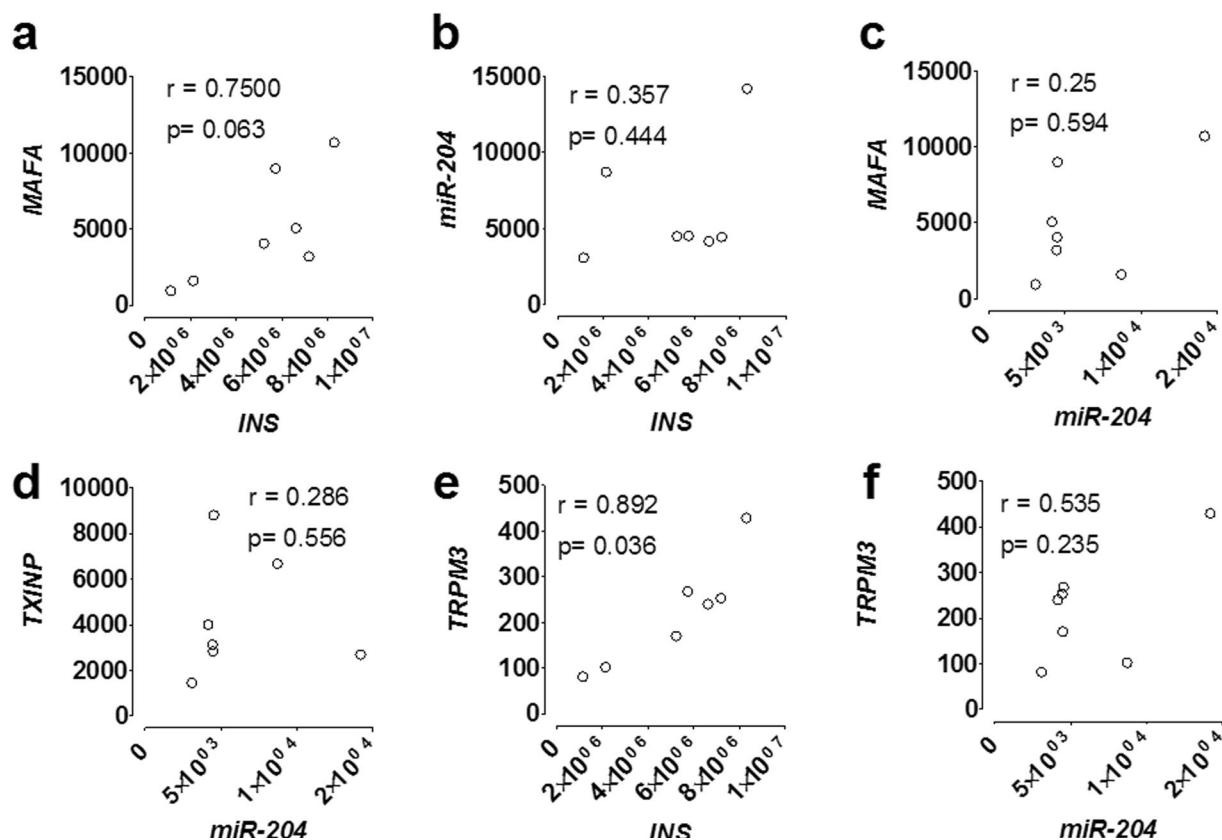 a
r = 0.7500
p= 0.063
MAFA
15000
10000
5000
0
0
2×10⁰⁶
4×10⁰⁶
6×10⁰⁶
8×10⁰⁶
1×10⁰⁷
INS
b
r = 0.357
p= 0.444
miR-204
15000
10000
5000
0
0
2×10⁰⁶
4×10⁰⁶
6×10⁰⁶
8×10⁰⁶
1×10⁰⁷
INS
c
r = 0.25
p= 0.594
MAFA
15000
10000
5000
0
0
5×10⁰³
1×10⁰⁴
2×10⁰⁴
miR-204
d
r = 0.286
p= 0.556
TXINP
10000
8000
6000
4000
2000
0
0
5×10⁰³
1×10⁰⁴
2×10⁰⁴
miR-204
e
r = 0.892
p= 0.036
TRPM3
500
400
300
200
100
0
0
2×10⁰⁶
4×10⁰⁶
6×10⁰⁶
8×10⁰⁶
1×10⁰⁷
INS
f
r = 0.535
p= 0.235
TRPM3
500
400
300
200
100
0
0
5×10⁰³
1×10⁰⁴
2×10⁰⁴
miR-204